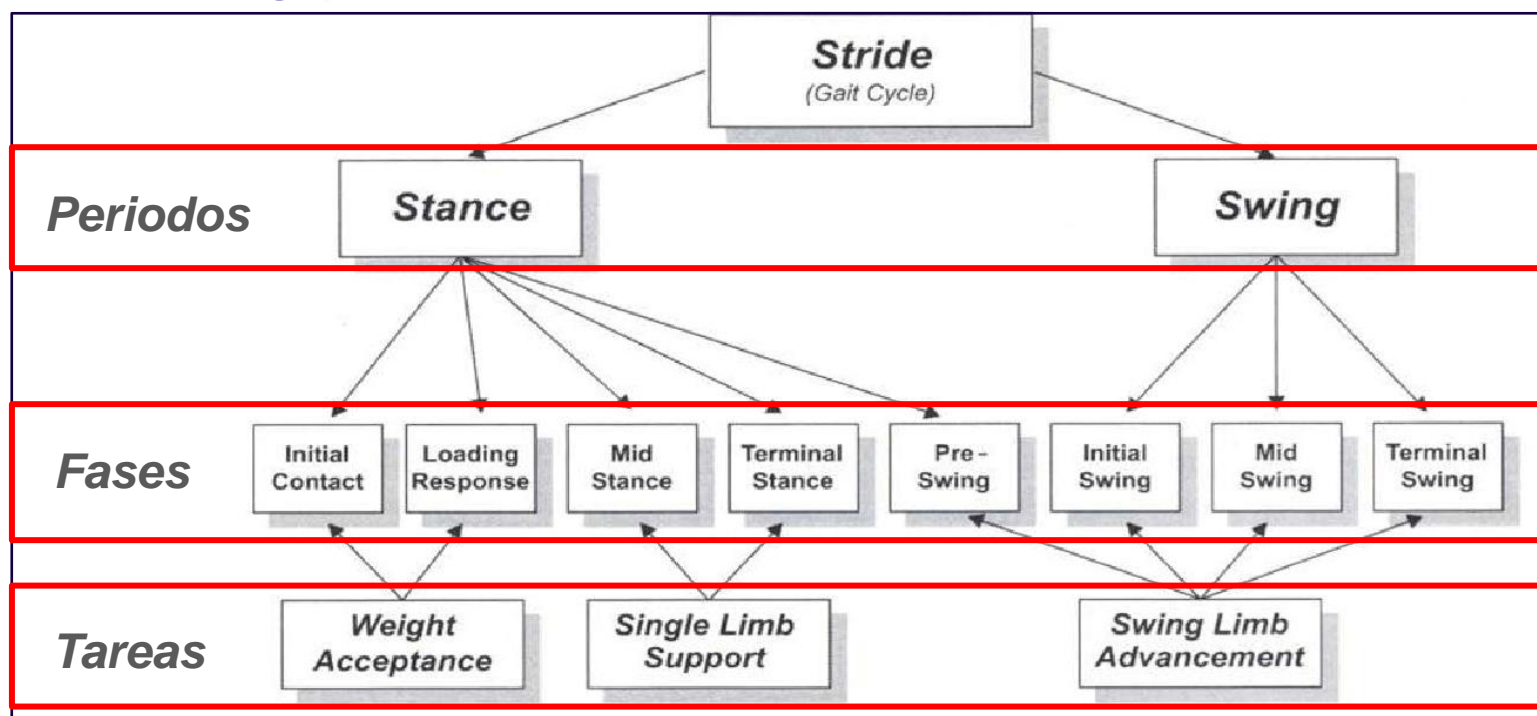 Stride
(Gait Cycle)
Periodos
Stance
Swing
Fases
Initial
Contact
Loading
Response
Mid
Stance
Terminal
Stance
Pre-
Swing
Initial
Swing
Mid
Swing
Terminal
Swing
Tareas
Weight
Acceptance
Single Limb
Support
Swing Limb
Advancement